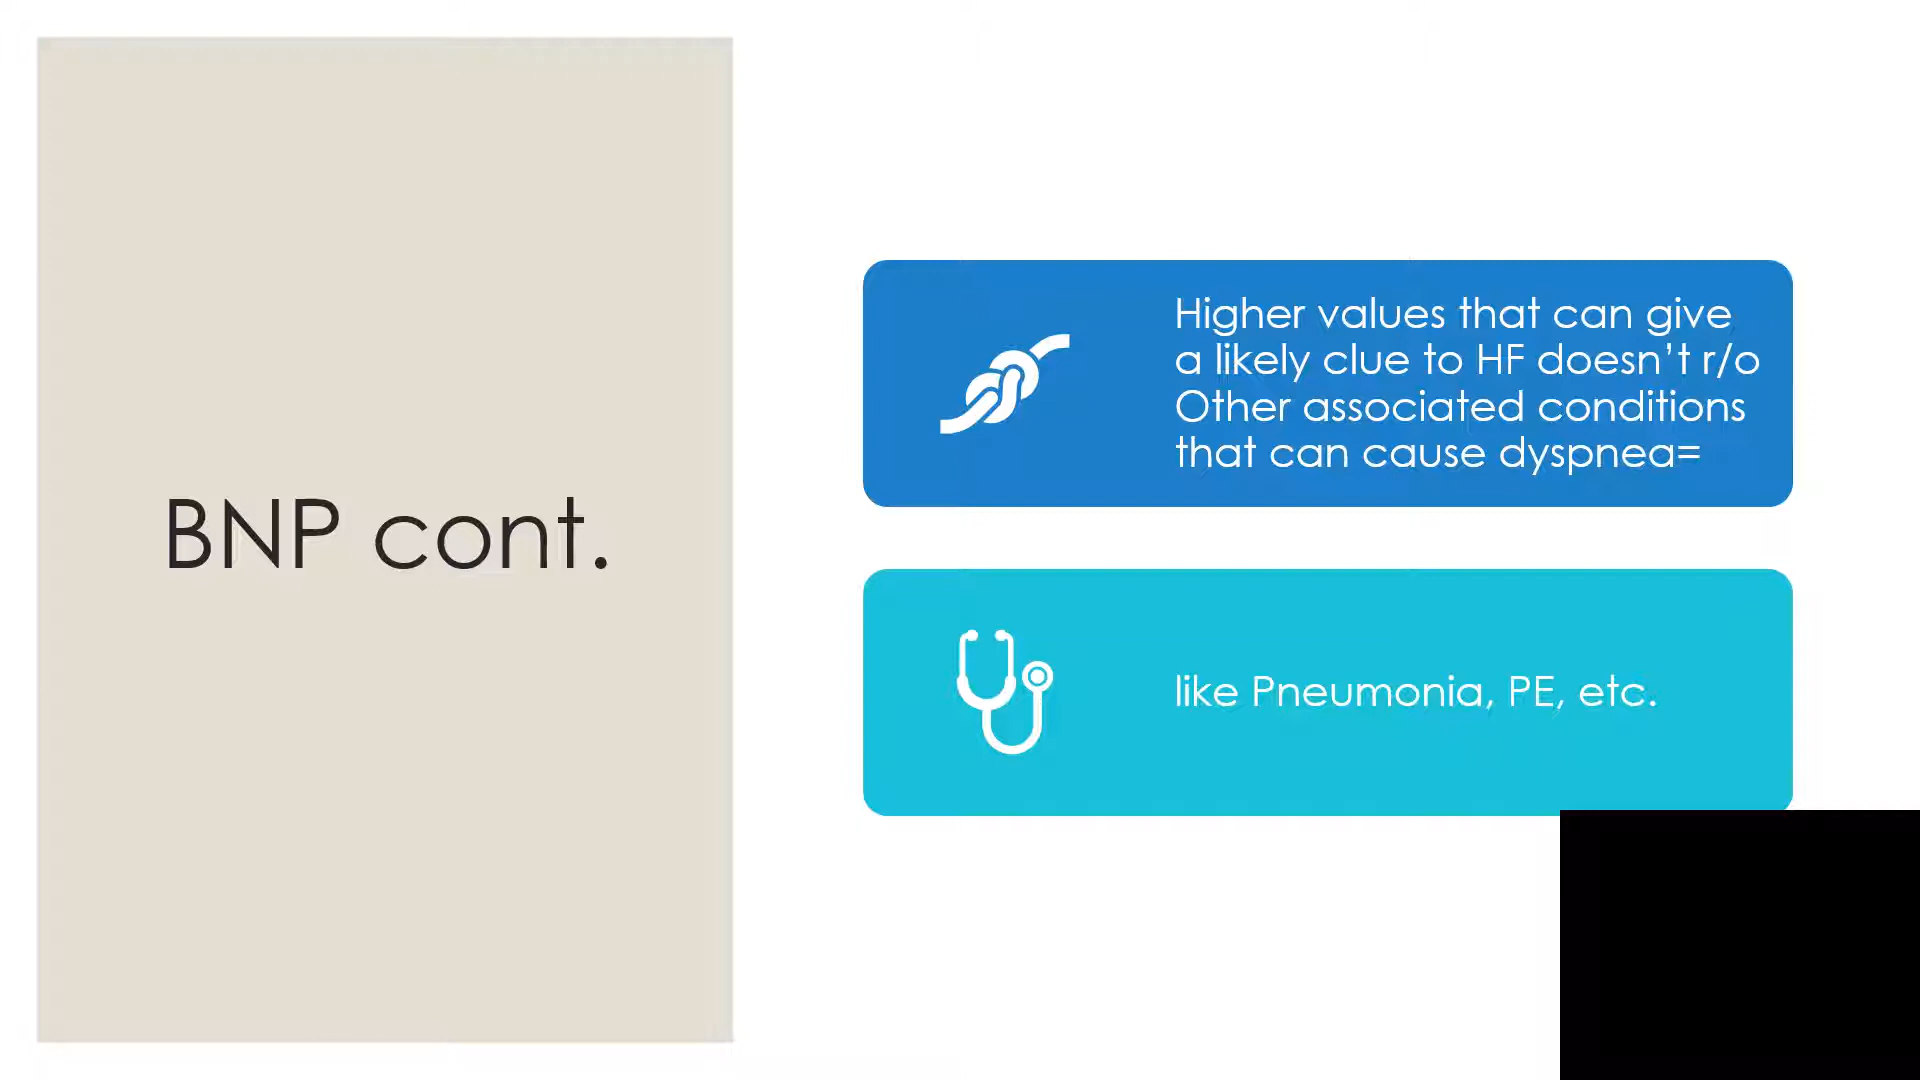 BNP cont.
Higher values that can give
a likely clue to HF doesn’t r/o
Other associated conditions
that can cause dyspnea=
like Pneumonia, PE, etc.